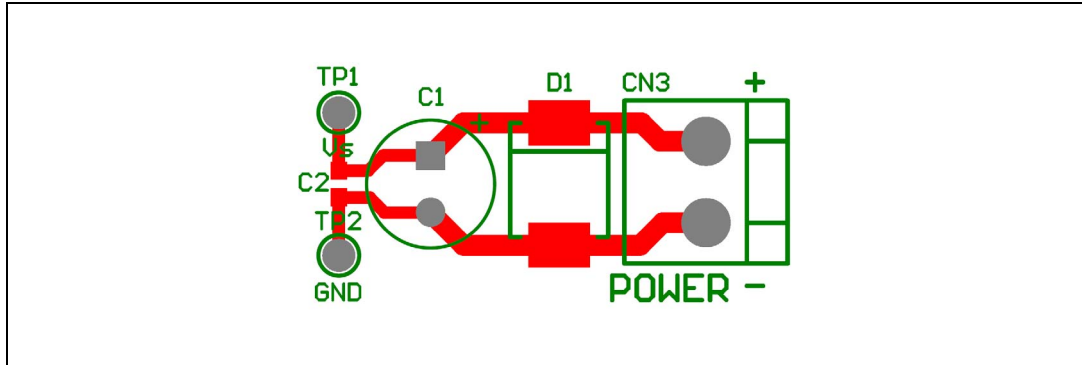 TP1
C1
D1
CN3
+
+
Vs
C2
TP2
GND
POWER -